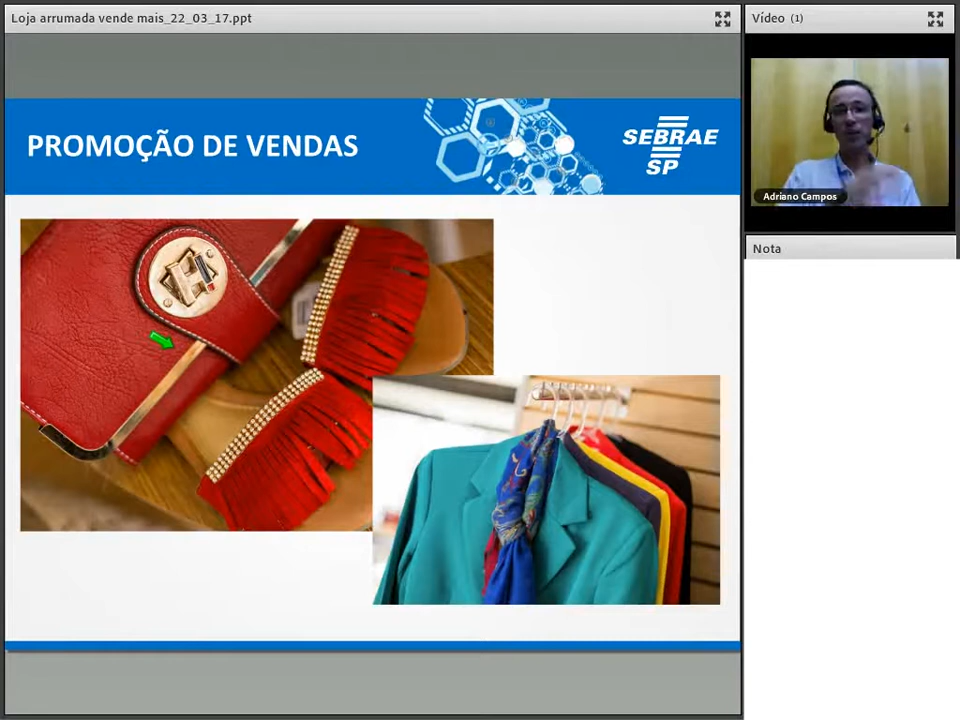 Loja arrumada vende mais_22_03_17.ppt
Vídeo (1)
PROMOÇÃO DE VENDAS
SEBRAE
SP
Adriano Campos
Nota